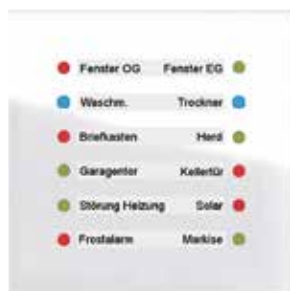 Fenster OG Fenster EG
Waschm. Trockner
Briefkasten Herd
Garagentor Kellertür
Störung Heizung Solar
Frostalarm Markise